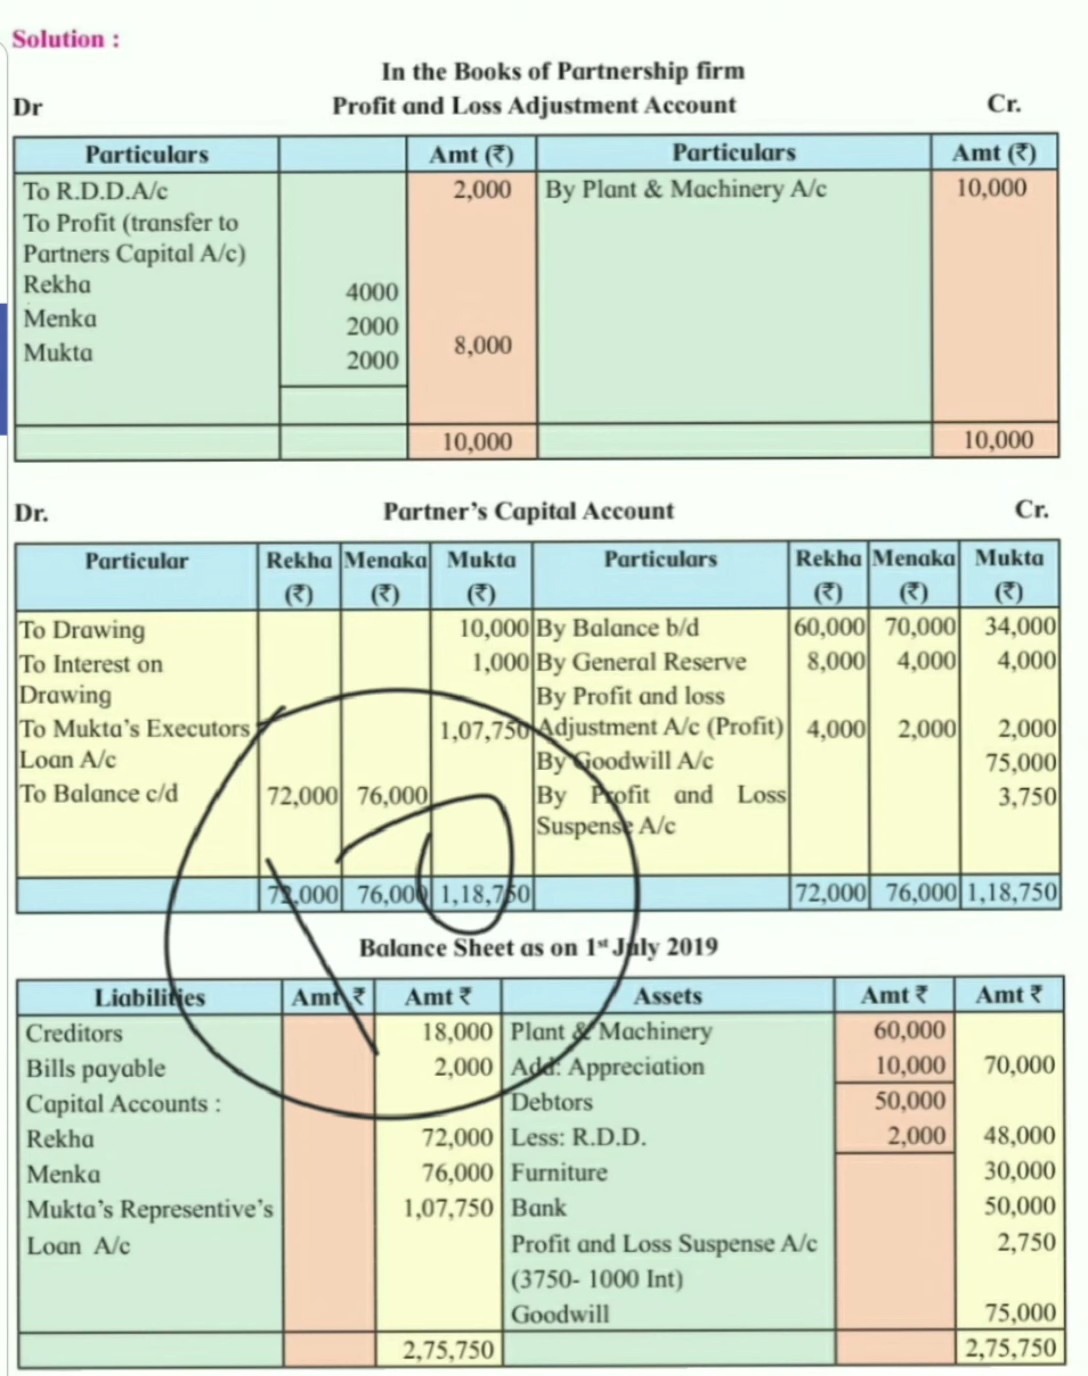 Solution :
In the Books of Partnership firm
Dr Profit and Loss Adjustment Account Cr.
Particulars Amt (₹) Particulars Amt (₹)
To R.D.D.A/c 2,000 By Plant & Machinery A/c 10,000
To Profit (transfer to
Partners Capital A/c)
Rekha 4000
Menka 2000
Mukta 2000 8,000
10,000 10,000
Dr. Partner's Capital Account Cr.
Particular Rekha Menaka Mukta Particulars Rekha Menaka Mukta
(₹) (₹) (₹) (₹) (₹) (₹)
To Drawing 10,000 By Balance b/d 60,000 70,000 34,000
To Interest on 1,000 By General Reserve 8,000 4,000 4,000
Drawing By Profit and loss
To Mukta's Executors 1,07,750 Adjustment A/c (Profit) 4,000 2,000 2,000
Loan A/c By Goodwill A/c 75,000
To Balance c/d 72,000 76,000 By Profit and Loss 3,750
Suspense A/c
72,000 76,000 1,18,750 72,000 76,000 1,18,750
Balance Sheet as on 1st July 2019
Liabilities Amt ₹ Amt ₹ Assets Amt ₹ Amt ₹
Creditors 18,000 Plant & Machinery 60,000
Bills payable 2,000 Add: Appreciation 10,000 70,000
Capital Accounts : Debtors 50,000
Rekha 72,000 Less: R.D.D. 2,000 48,000
Menka 76,000 Furniture 30,000
Mukta's Representive's 1,07,750 Bank 50,000
Loan A/c Profit and Loss Suspense A/c 2,750
(3750- 1000 Int)
Goodwill 75,000
2,75,750 2,75,750